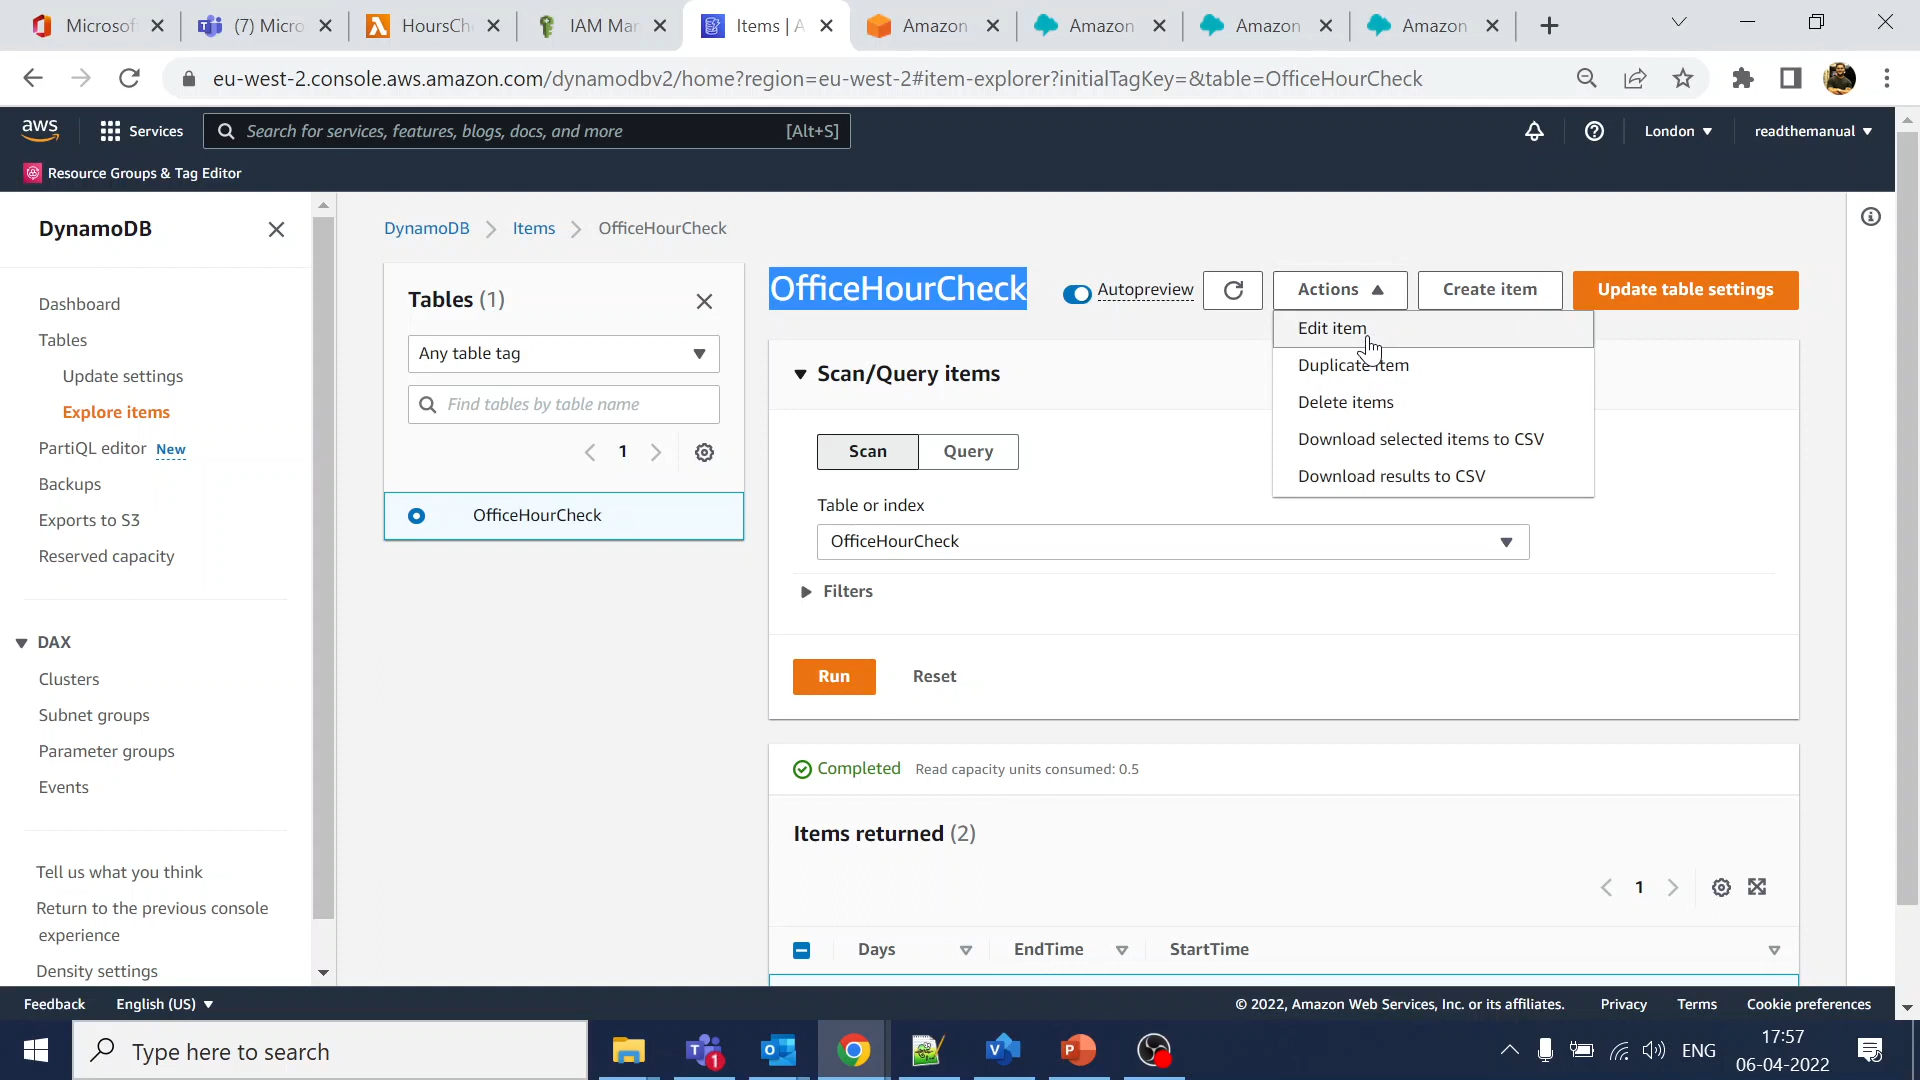 Microsof
(7) Micro
HoursCh
IAM Mar
Items | A
Amazon
Amazon
Amazon
Amazon
eu-west-2.console.aws.amazon.com/dynamodbv2/home?region=eu-west-2#item-explorer?initialTagKey=&table=OfficeHourCheck
aws
Services
Search for services, features, blogs, docs, and more
[Alt+S]
London
readthemanual
Resource Groups & Tag Editor
DynamoDB
Dashboard
Tables
Update settings
Explore items
PartiQL editor New
Backups
Exports to S3
Reserved capacity
DAX
Clusters
Subnet groups
Parameter groups
Events
Tell us what you think
Return to the previous console
experience
Density settings
DynamoDB
Items
OfficeHourCheck
Tables (1)
Any table tag
Find tables by table name
1
OfficeHourCheck
OfficeHourCheck
Autopreview
Actions
Create item
Update table settings
Edit item
Duplicate item
Delete items
Download selected items to CSV
Download results to CSV
Scan/Query items
Scan
Query
Table or index
OfficeHourCheck
Filters
Run
Reset
Completed
Read capacity units consumed: 0.5
Items returned (2)
1
Days
EndTime
StartTime
Feedback
English (US)
© 2022, Amazon Web Services, Inc. or its affiliates.
Privacy
Terms
Cookie preferences
Type here to search
1
ENG
17:57
06-04-2022